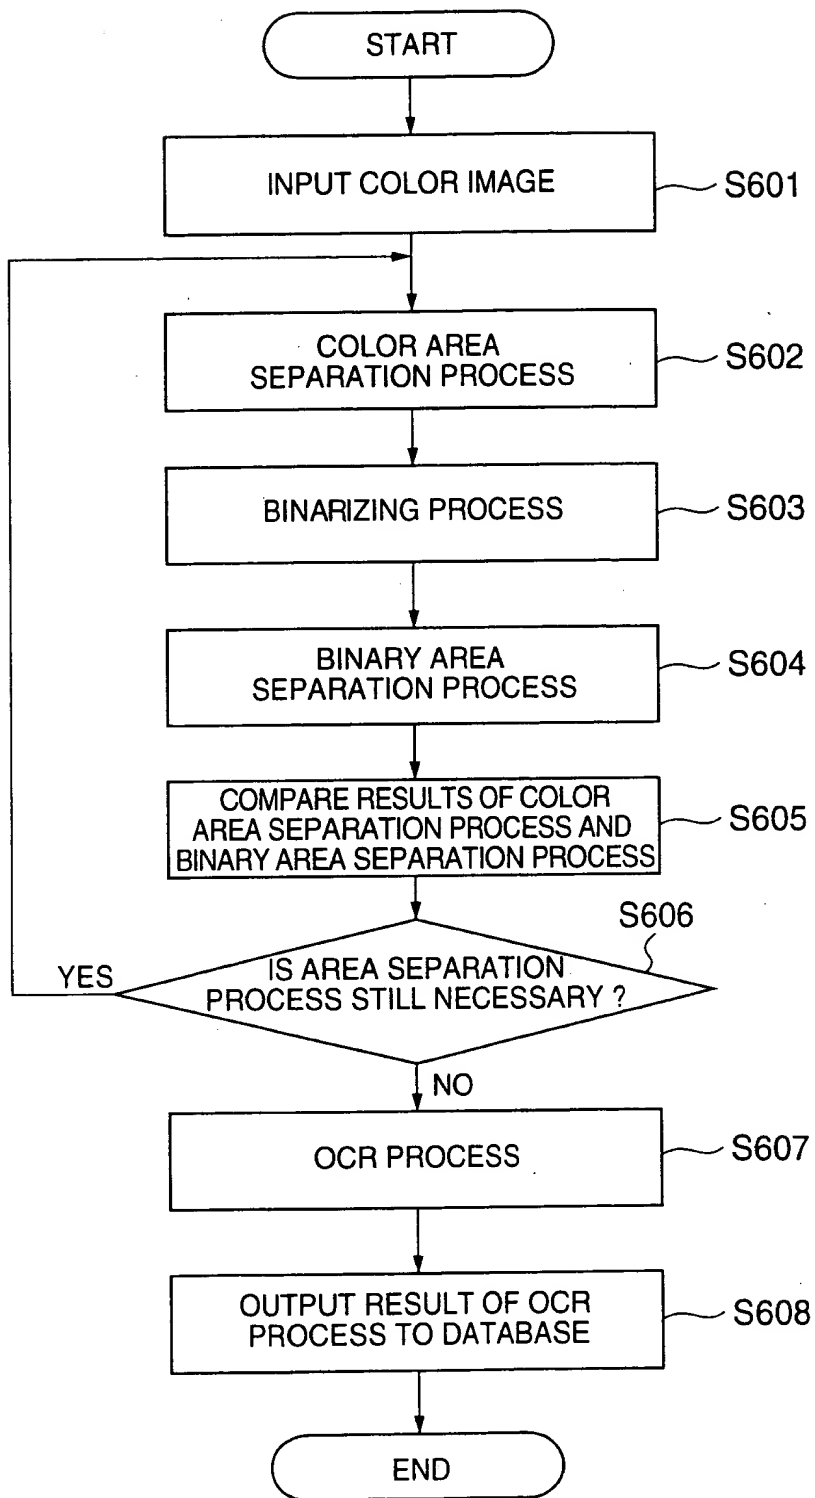 START
INPUT COLOR IMAGE
S601
COLOR AREA
SEPARATION PROCESS
S602
BINARIZING PROCESS
S603
BINARY AREA
SEPARATION PROCESS
S604
COMPARE RESULTS OF COLOR
AREA SEPARATION PROCESS AND
BINARY AREA SEPARATION PROCESS
S605
S606
IS AREA SEPARATION
PROCESS STILL NECESSARY ?
YES
NO
OCR PROCESS
S607
OUTPUT RESULT OF OCR
PROCESS TO DATABASE
S608
END